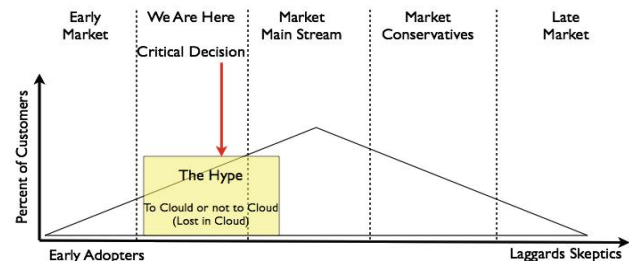 Early
Market
We Are Here
Critical Decision
Market
Main Stream
Market
Conservatives
Late
Market
Percent of Customers
The Hype
To Clould or not to Cloud
(Lost in Cloud)
Early Adopters
Laggards Skeptics